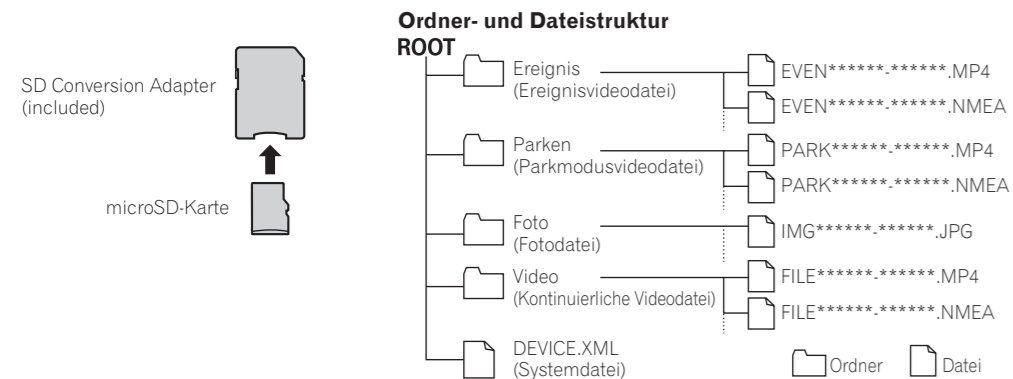 Ordner- und Dateistruktur
ROOT
SD Conversion Adapter
(included)
microSD-Karte
Ereignis
(Ereignisvideodatei)
EVEN******-******.MP4
EVEN******-******.NMEA
Parken
(Parkmodusvideodatei)
PARK******-******.MP4
PARK******-******.NMEA
Foto
(Fotodatei)
IMG******-******.JPG
Video
(Kontinuierliche Videodatei)
FILE******-******.MP4
FILE******-******.NMEA
DEVICE.XML
(Systemdatei)
Ordner
Datei